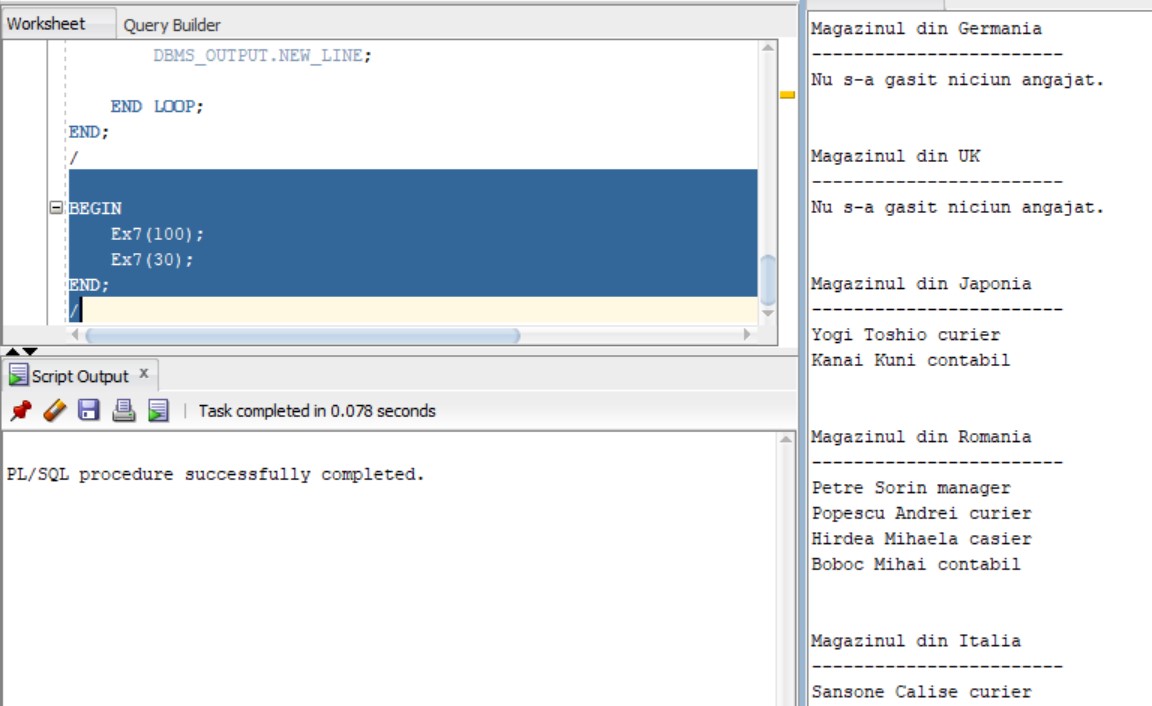 Worksheet Query Builder
DBMS_OUTPUT.NEW_LINE;
END LOOP;
END;
/
BEGIN
Ex7(100);
Ex7(30);
END;
/
Script Output x
Task completed in 0.078 seconds
PL/SQL procedure successfully completed.
Magazinul din Germania
------------------------
Nu s-a gasit niciun angajat.
Magazinul din UK
------------------------
Nu s-a gasit niciun angajat.
Magazinul din Japonia
------------------------
Yogi Toshio curier
Kanai Kuni contabil
Magazinul din Romania
------------------------
Petre Sorin manager
Popescu Andrei curier
Hirdea Mihaela casier
Boboc Mihai contabil
Magazinul din Italia
------------------------
Sansone Calise curier